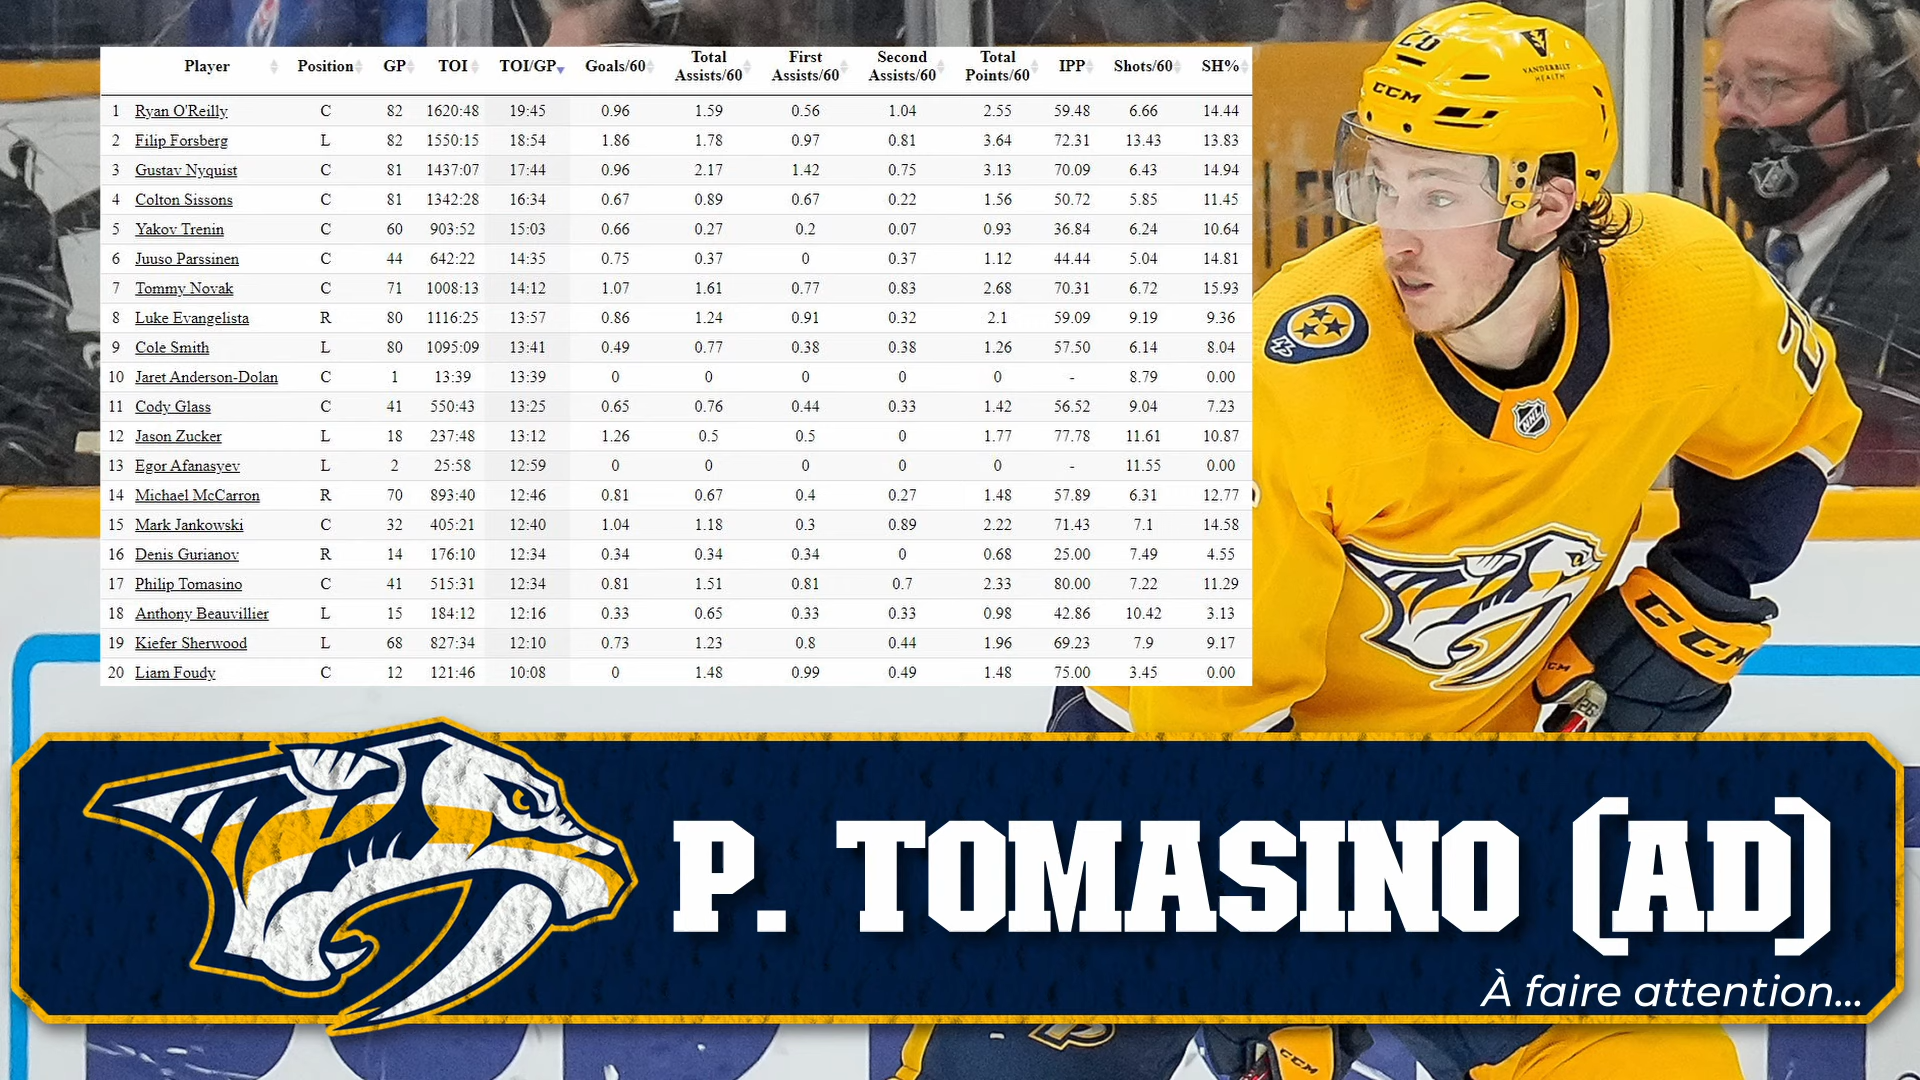 Player Position GP TOI TOI/GP Goals/60 Total Assists/60 First Assists/60 Second Assists/60 Total Points/60 IPP Shots/60 SH%
1 Ryan O'Reilly C 82 1620:48 19:45 0.96 1.59 0.56 1.04 2.55 59.48 6.66 14.44
2 Filip Forsberg L 82 1550:15 18:54 1.86 1.78 0.97 0.81 3.64 72.31 13.43 13.83
3 Gustav Nyquist C 81 1437:07 17:44 0.96 2.17 1.42 0.75 3.13 70.09 6.43 14.94
4 Colton Sissons C 81 1342:28 16:34 0.67 0.89 0.67 0.22 1.56 50.72 5.85 11.45
5 Yakov Trenin C 60 903:52 15:03 0.66 0.27 0.2 0.07 0.93 36.84 6.24 10.64
6 Juuso Parssinen C 44 642:22 14:35 0.75 0.37 0 0.37 1.12 44.44 5.04 14.81
7 Tommy Novak C 71 1008:13 14:12 1.07 1.61 0.77 0.83 2.68 70.31 6.72 15.93
8 Luke Evangelista R 80 1116:25 13:57 0.86 1.24 0.91 0.32 2.1 59.09 9.19 9.36
9 Cole Smith L 80 1095:09 13:41 0.49 0.77 0.38 0.38 1.26 57.50 6.14 8.04
10 Jaret Anderson-Dolan C 1 13:39 13:39 0 0 0 0 0 - 8.79 0.00
11 Cody Glass C 41 550:43 13:25 0.65 0.76 0.44 0.33 1.42 56.52 9.04 7.23
12 Jason Zucker L 18 237:48 13:12 1.26 0.5 0.5 0 1.77 77.78 11.61 10.87
13 Egor Afanasyev L 2 25:58 12:59 0 0 0 0 0 - 11.55 0.00
14 Michael McCarron R 70 893:40 12:46 0.81 0.67 0.4 0.27 1.48 57.89 6.31 12.77
15 Mark Jankowski C 32 405:21 12:40 1.04 1.18 0.3 0.89 2.22 71.43 7.1 14.58
16 Denis Gurianov R 14 176:10 12:34 0.34 0.34 0.34 0 0.68 25.00 7.49 4.55
17 Philip Tomasino C 41 515:31 12:34 0.81 1.51 0.81 0.7 2.33 80.00 7.22 11.29
18 Anthony Beauvillier L 15 184:12 12:16 0.33 0.65 0.33 0.33 0.98 42.86 10.42 3.13
19 Kiefer Sherwood L 68 827:34 12:10 0.73 1.23 0.8 0.44 1.96 69.23 7.9 9.17
20 Liam Foudy C 12 121:46 10:08 0 1.48 0.99 0.49 1.48 75.00 3.45 0.00
26
VANDERBILT
HEALTH
CCM
NHL
CCM
CCM
P. TOMASINO (AD)
À faire attention...
CCM